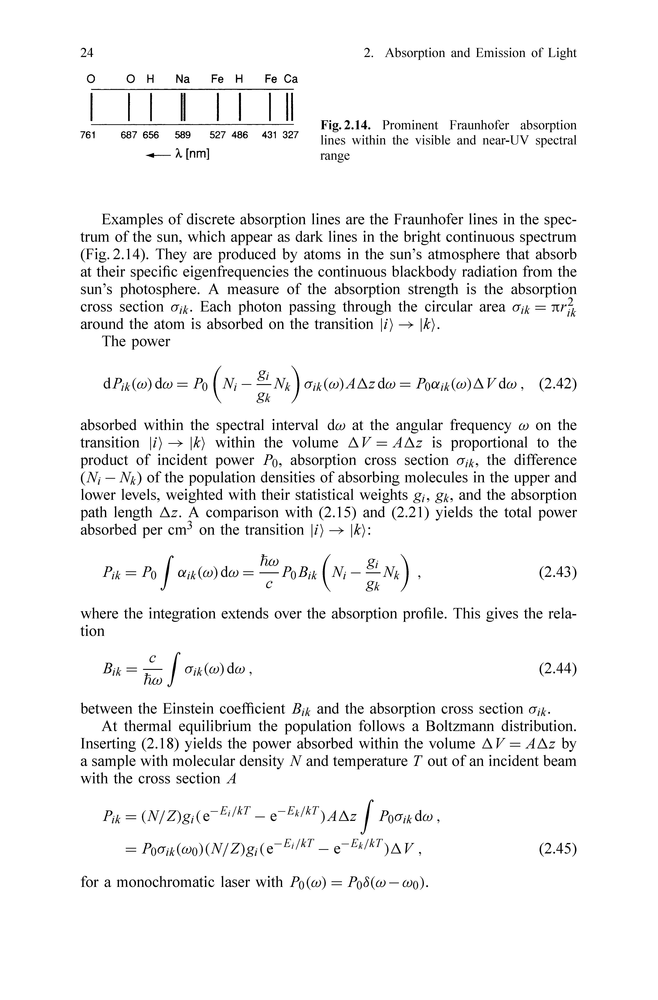 24 2. Absorption and Emission of Light
O O H Na Fe H Fe Ca
761 687 656 589 527 486 431 327
← λ [nm]
Fig. 2.14. Prominent Fraunhofer absorption
lines within the visible and near-UV spectral
range
Examples of discrete absorption lines are the Fraunhofer lines in the spec-
trum of the sun, which appear as dark lines in the bright continuous spectrum
(Fig. 2.14). They are produced by atoms in the sun's atmosphere that absorb
at their specific eigenfrequencies the continuous blackbody radiation from the
sun's photosphere. A measure of the absorption strength is the absorption
cross section σ_ik. Each photon passing through the circular area σ_ik = πr²_ik
around the atom is absorbed on the transition |i⟩ → |k⟩.
The power
dP_ik(ω) dω = P₀ (N_i − (g_i/g_k) N_k) σ_ik(ω) A Δz dω = P₀α_ik(ω)ΔV dω , (2.42)
absorbed within the spectral interval dω at the angular frequency ω on the
transition |i⟩ → |k⟩ within the volume ΔV = AΔz is proportional to the
product of incident power P₀, absorption cross section σ_ik, the difference
(N_i − N_k) of the population densities of absorbing molecules in the upper and
lower levels, weighted with their statistical weights g_i, g_k, and the absorption
path length Δz. A comparison with (2.15) and (2.21) yields the total power
absorbed per cm³ on the transition |i⟩ → |k⟩:
P_ik = P₀ ∫ α_ik(ω) dω = (ħω/c) P₀B_ik (N_i − (g_i/g_k) N_k) , (2.43)
where the integration extends over the absorption profile. This gives the rela-
tion
B_ik = (c/ħω) ∫ σ_ik(ω) dω , (2.44)
between the Einstein coefficient B_ik and the absorption cross section σ_ik.
At thermal equilibrium the population follows a Boltzmann distribution.
Inserting (2.18) yields the power absorbed within the volume ΔV = AΔz by
a sample with molecular density N and temperature T out of an incident beam
with the cross section A
P_ik = (N/Z)g_i(e^{−E_i/kT} − e^{−E_k/kT})AΔz ∫ P₀σ_ik dω ,
= P₀σ_ik(ω₀)(N/Z)g_i(e^{−E_i/kT} − e^{−E_k/kT})ΔV , (2.45)
for a monochromatic laser with P₀(ω) = P₀δ(ω − ω₀).